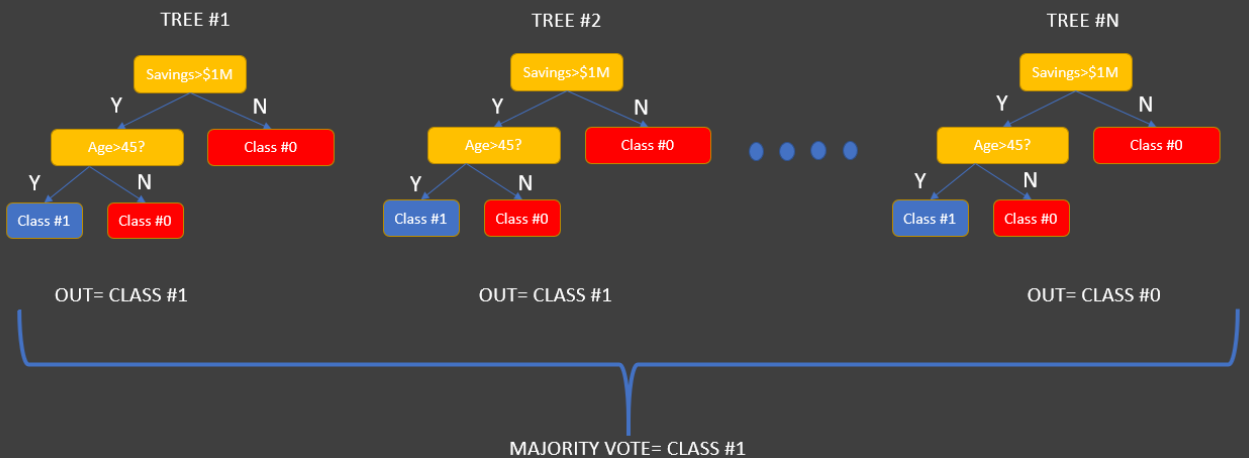 TREE #1
TREE #2
TREE #N
Savings>$1M
Savings>$1M
Savings>$1M
Y
N
Y
N
Y
N
Age>45?
Class #0
Age>45?
Class #0
Age>45?
Class #0
Y
N
Y
N
Y
N
Class #1
Class #0
Class #1
Class #0
Class #1
Class #0
OUT= CLASS #1
OUT= CLASS #1
OUT= CLASS #0
MAJORITY VOTE= CLASS #1